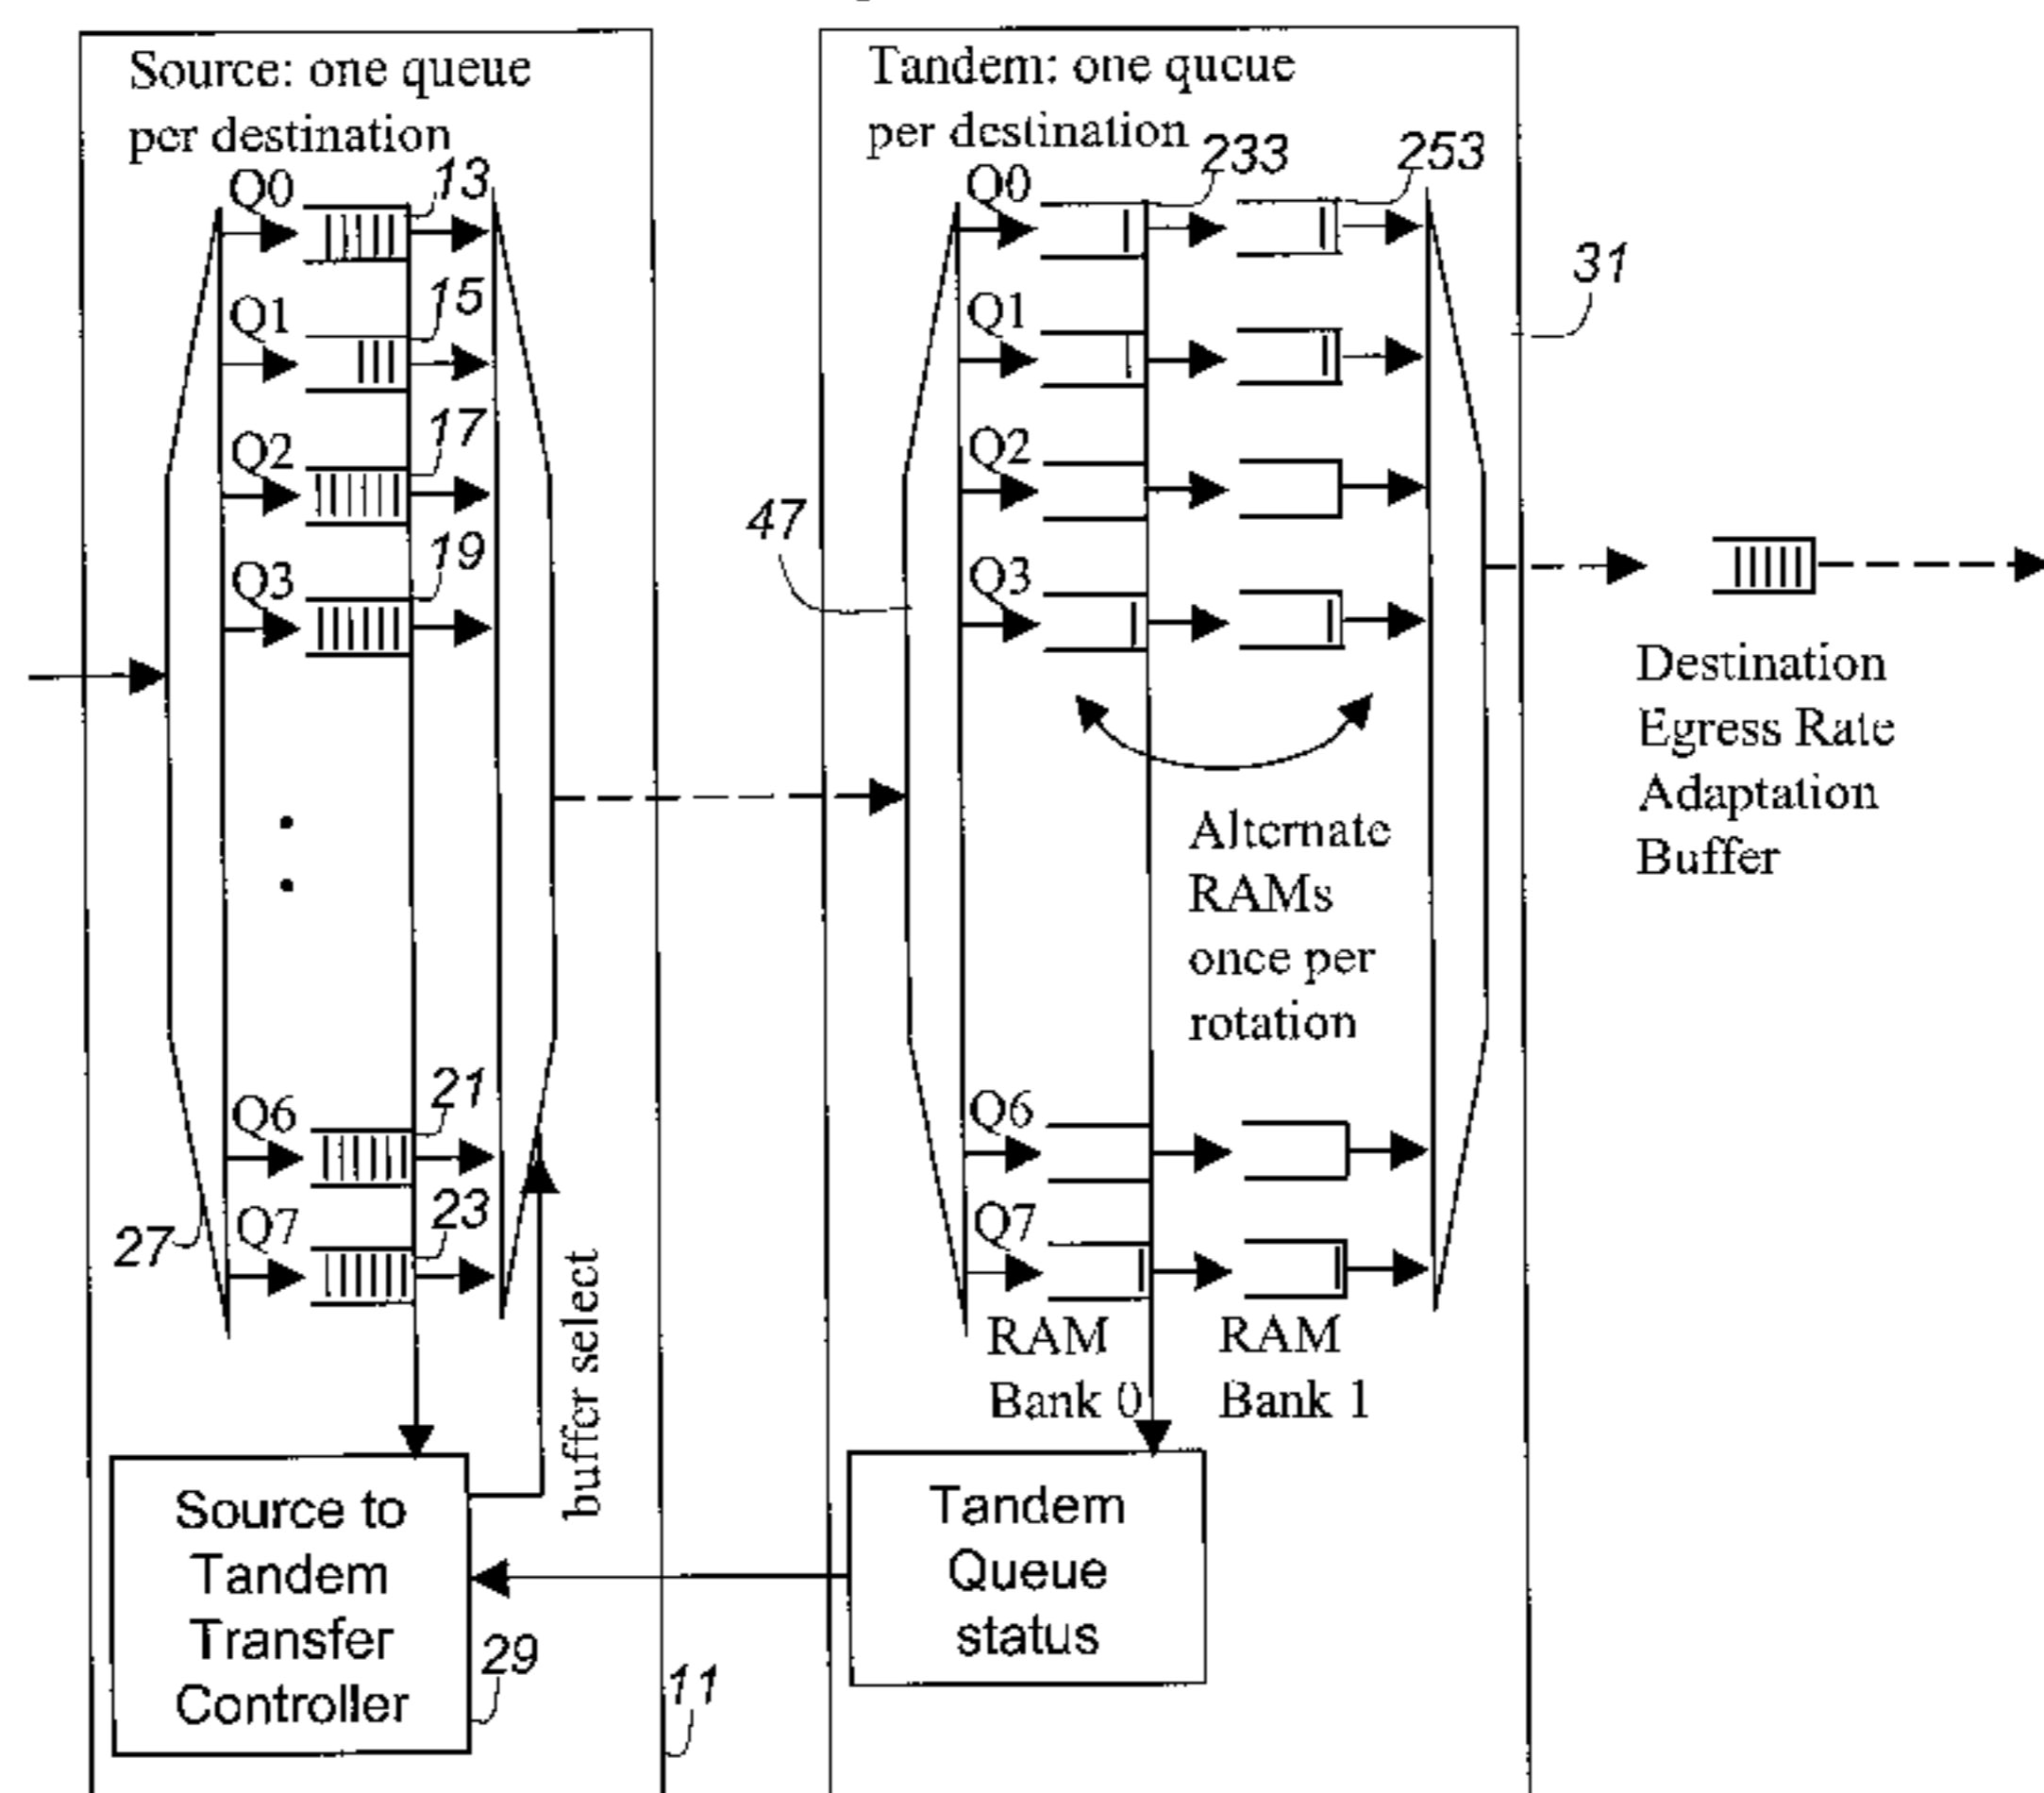 Source: one queue
per destination
Q0
13
Q1
15
Q2
17
Q3
19
Q6
21
Q7
23
27
buffer select
Source to
Tandem
Transfer
Controller
29
11
Tandem: one queue
per destination
233
253
Q0
Q1
31
Q2
47
Q3
Alternate
RAMs
once per
rotation
Q6
Q7
RAM
Bank 0
RAM
Bank 1
Tandem
Queue
status
Destination
Egress Rate
Adaptation
Buffer